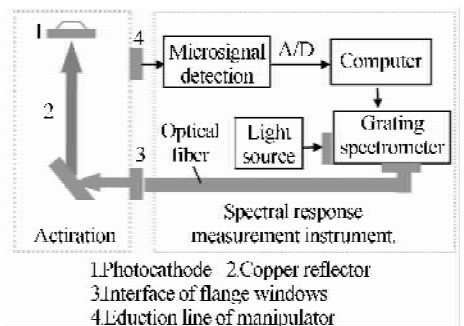 1
4
Microsignal
detection
A/D
Computer
2
Optical
fiber
3
Light
source
Grating
spectrometer
Actiration
Spectral response
measurement instrument.
1.Photocathode 2.Copper reflector
3.Interface of flange windows
4.Eduction line of manipulator